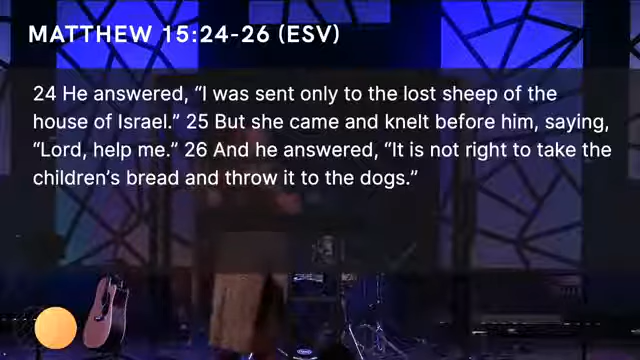 MATTHEW 15:24-26 (ESV)
24 He answered, “I was sent only to the lost sheep of the
house of Israel.” 25 But she came and knelt before him, saying,
“Lord, help me.” 26 And he answered, “It is not right to take the
children’s bread and throw it to the dogs.”